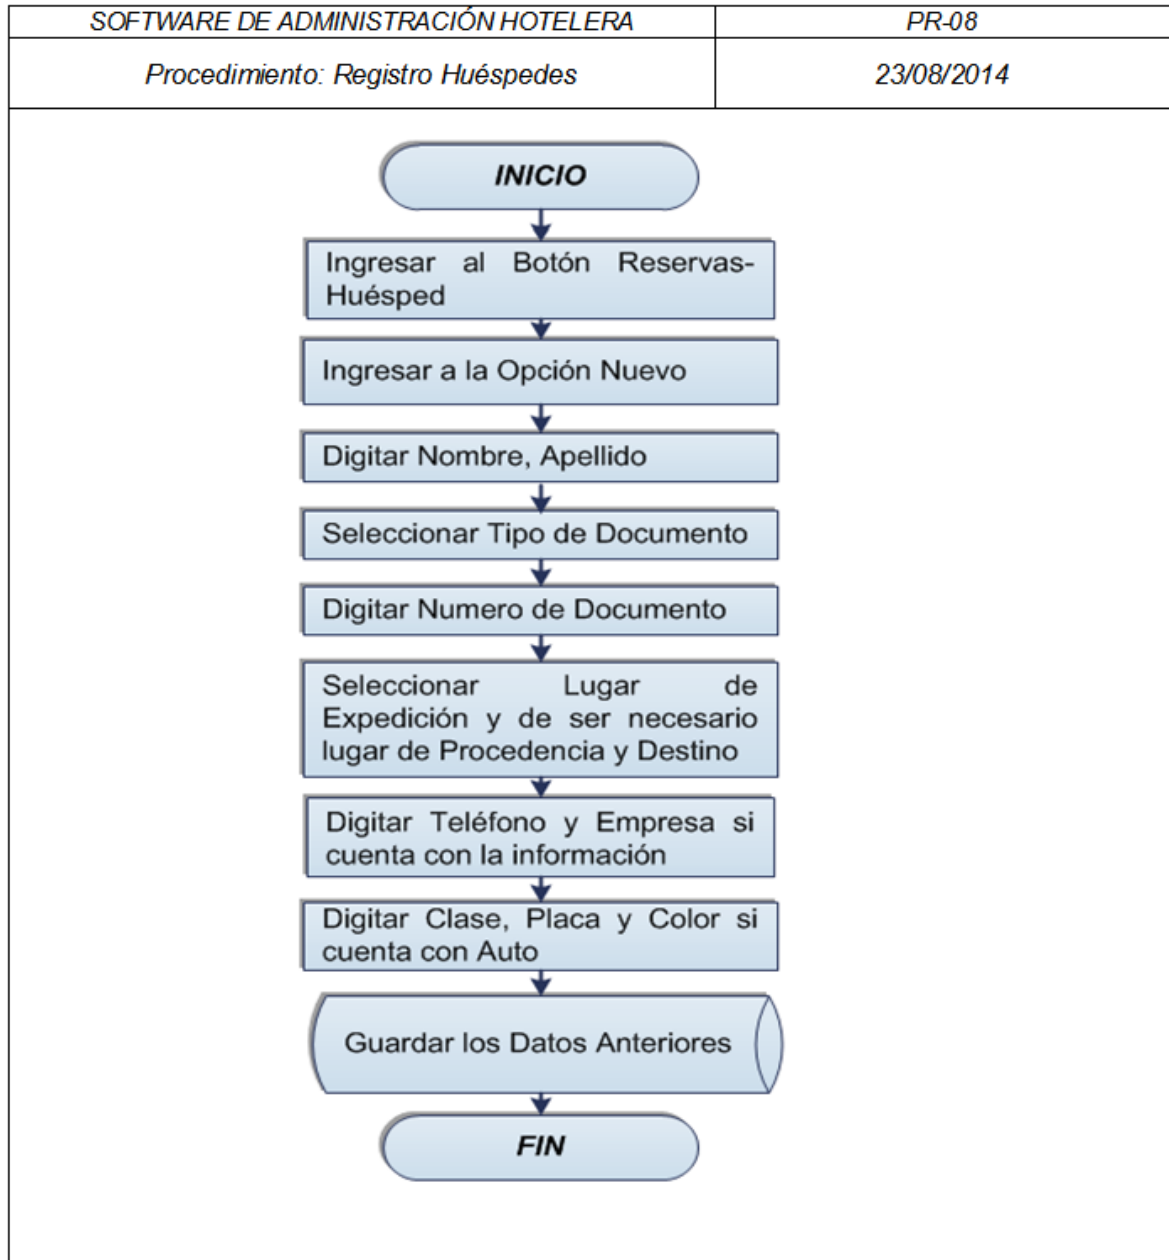 SOFTWARE DE ADMINISTRACIÓN HOTELERA
PR-08
Procedimiento: Registro Huéspedes
23/08/2014
INICIO
Ingresar al Botón Reservas-
Huésped
Ingresar a la Opción Nuevo
Digitar Nombre, Apellido
Seleccionar Tipo de Documento
Digitar Numero de Documento
Seleccionar Lugar de
Expedición y de ser necesario
lugar de Procedencia y Destino
Digitar Teléfono y Empresa si
cuenta con la información
Digitar Clase, Placa y Color si
cuenta con Auto
Guardar los Datos Anteriores
FIN